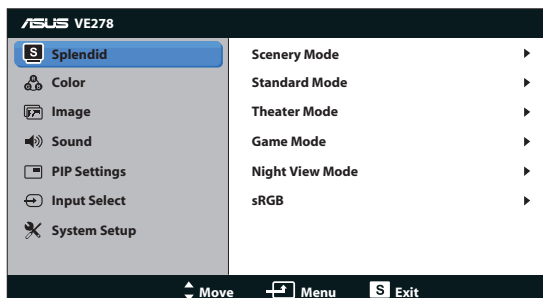 ASUS VE278
S Splendid
Color
Image
Sound
PIP Settings
Input Select
System Setup
Scenery Mode
Standard Mode
Theater Mode
Game Mode
Night View Mode
sRGB
Move Menu S Exit